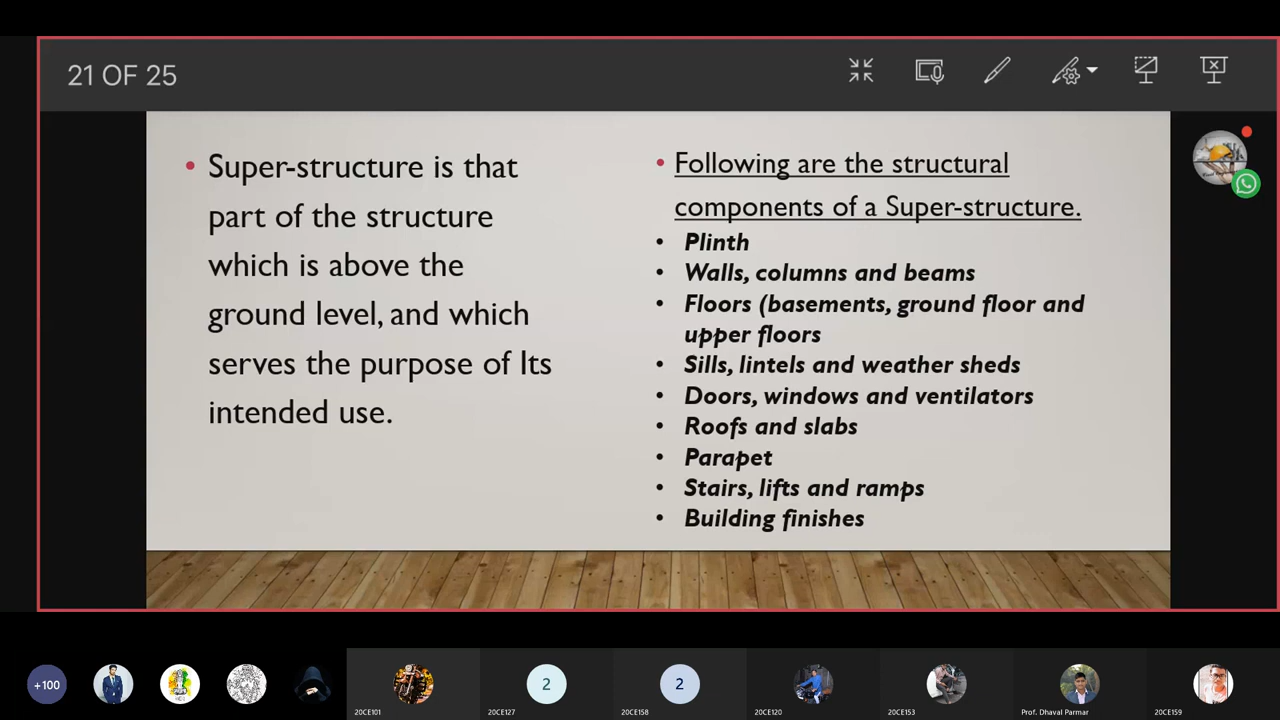 21 OF 25
Super-structure is that
part of the structure
which is above the
ground level, and which
serves the purpose of Its
intended use.
Following are the structural
components of a Super-structure.
Plinth
Walls, columns and beams
Floors (basements, ground floor and
upper floors
Sills, lintels and weather sheds
Doors, windows and ventilators
Roofs and slabs
Parapet
Stairs, lifts and ramps
Building finishes
+100
2
2
20CE101
20CE127
20CE158
20CE120
20CE153
Prof. Dhaval Parmar
20CE159